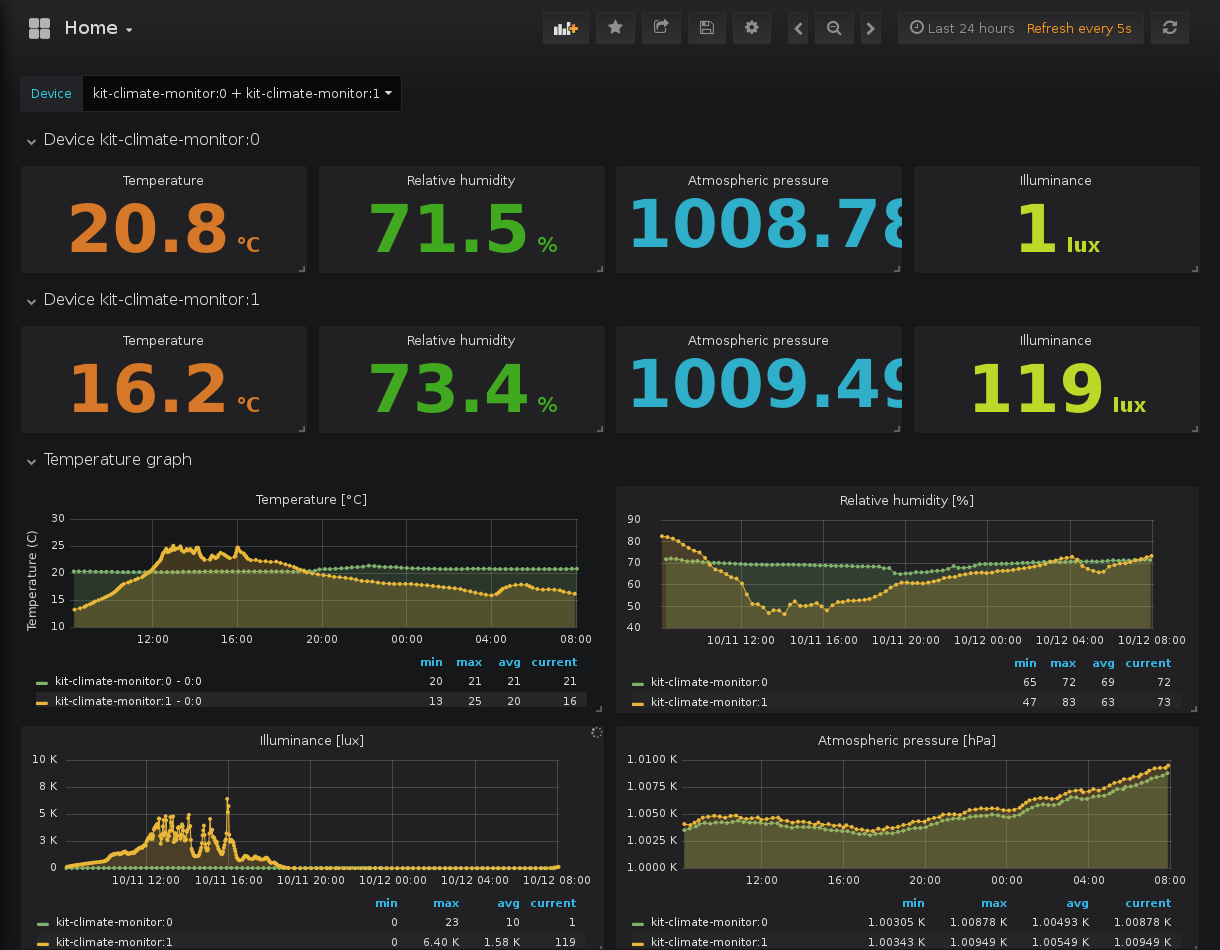 Home
Last 24 hours Refresh every 5s
Device kit-climate-monitor:0 + kit-climate-monitor:1
Device kit-climate-monitor:0
Temperature Relative humidity Atmospheric pressure Illuminance
20.8 °C 71.5 % 1008.78 1 lux
Device kit-climate-monitor:1
Temperature Relative humidity Atmospheric pressure Illuminance
16.2 °C 73.4 % 1009.49 119 lux
Temperature graph
Temperature [°C]
Temperature (C)
30
25
20
15
10
12:00 16:00 20:00 00:00 04:00 08:00
min max avg current
kit-climate-monitor:0 - 0:0 20 21 21 21
kit-climate-monitor:1 - 0:0 13 25 20 16
Relative humidity [%]
90
80
70
60
50
40
10/11 12:00 10/11 16:00 10/11 20:00 10/12 00:00 10/12 04:00 10/12 08:00
min max avg current
kit-climate-monitor:0 65 72 69 72
kit-climate-monitor:1 47 83 63 73
Illuminance [lux]
10 K
8 K
5 K
3 K
0
10/11 12:00 10/11 16:00 10/11 20:00 10/12 00:00 10/12 04:00 10/12 08:00
min max avg current
kit-climate-monitor:0 0 23 10 1
kit-climate-monitor:1 0 6.40 K 1.58 K 119
Atmospheric pressure [hPa]
1.0100 K
1.0075 K
1.0050 K
1.0025 K
1.0000 K
12:00 16:00 20:00 00:00 04:00 08:00
min max avg current
kit-climate-monitor:0 1.00305 K 1.00878 K 1.00493 K 1.00878 K
kit-climate-monitor:1 1.00343 K 1.00949 K 1.00549 K 1.00949 K